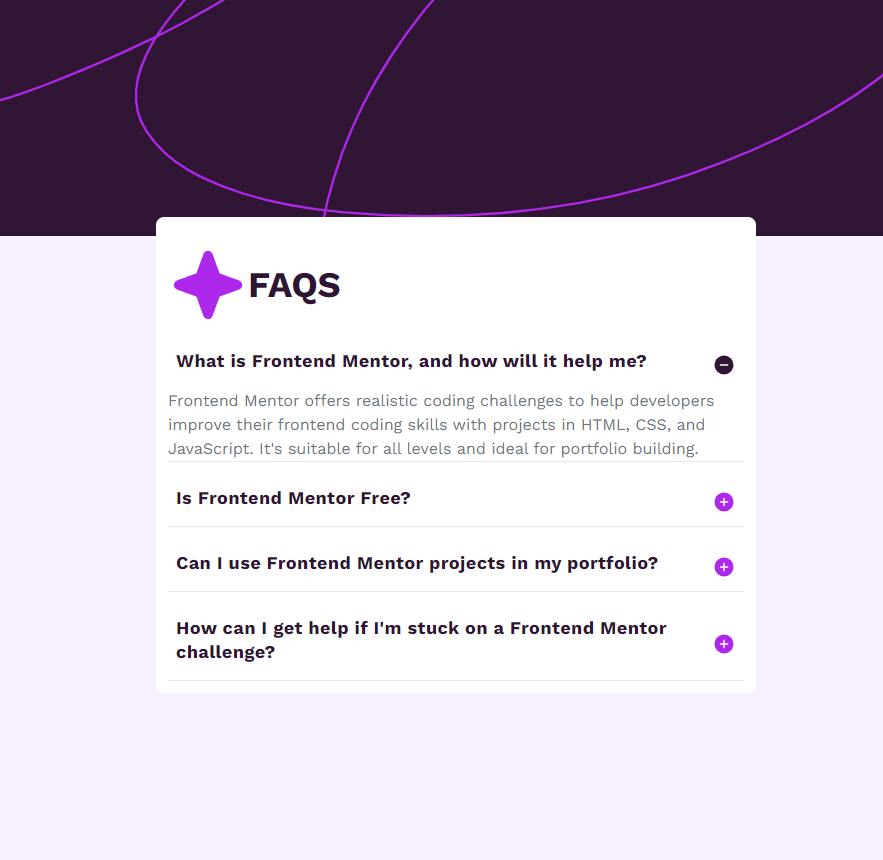 FAQS
What is Frontend Mentor, and how will it help me?
Frontend Mentor offers realistic coding challenges to help developers
improve their frontend coding skills with projects in HTML, CSS, and
JavaScript. It's suitable for all levels and ideal for portfolio building.
Is Frontend Mentor Free?
Can I use Frontend Mentor projects in my portfolio?
How can I get help if I'm stuck on a Frontend Mentor
challenge?